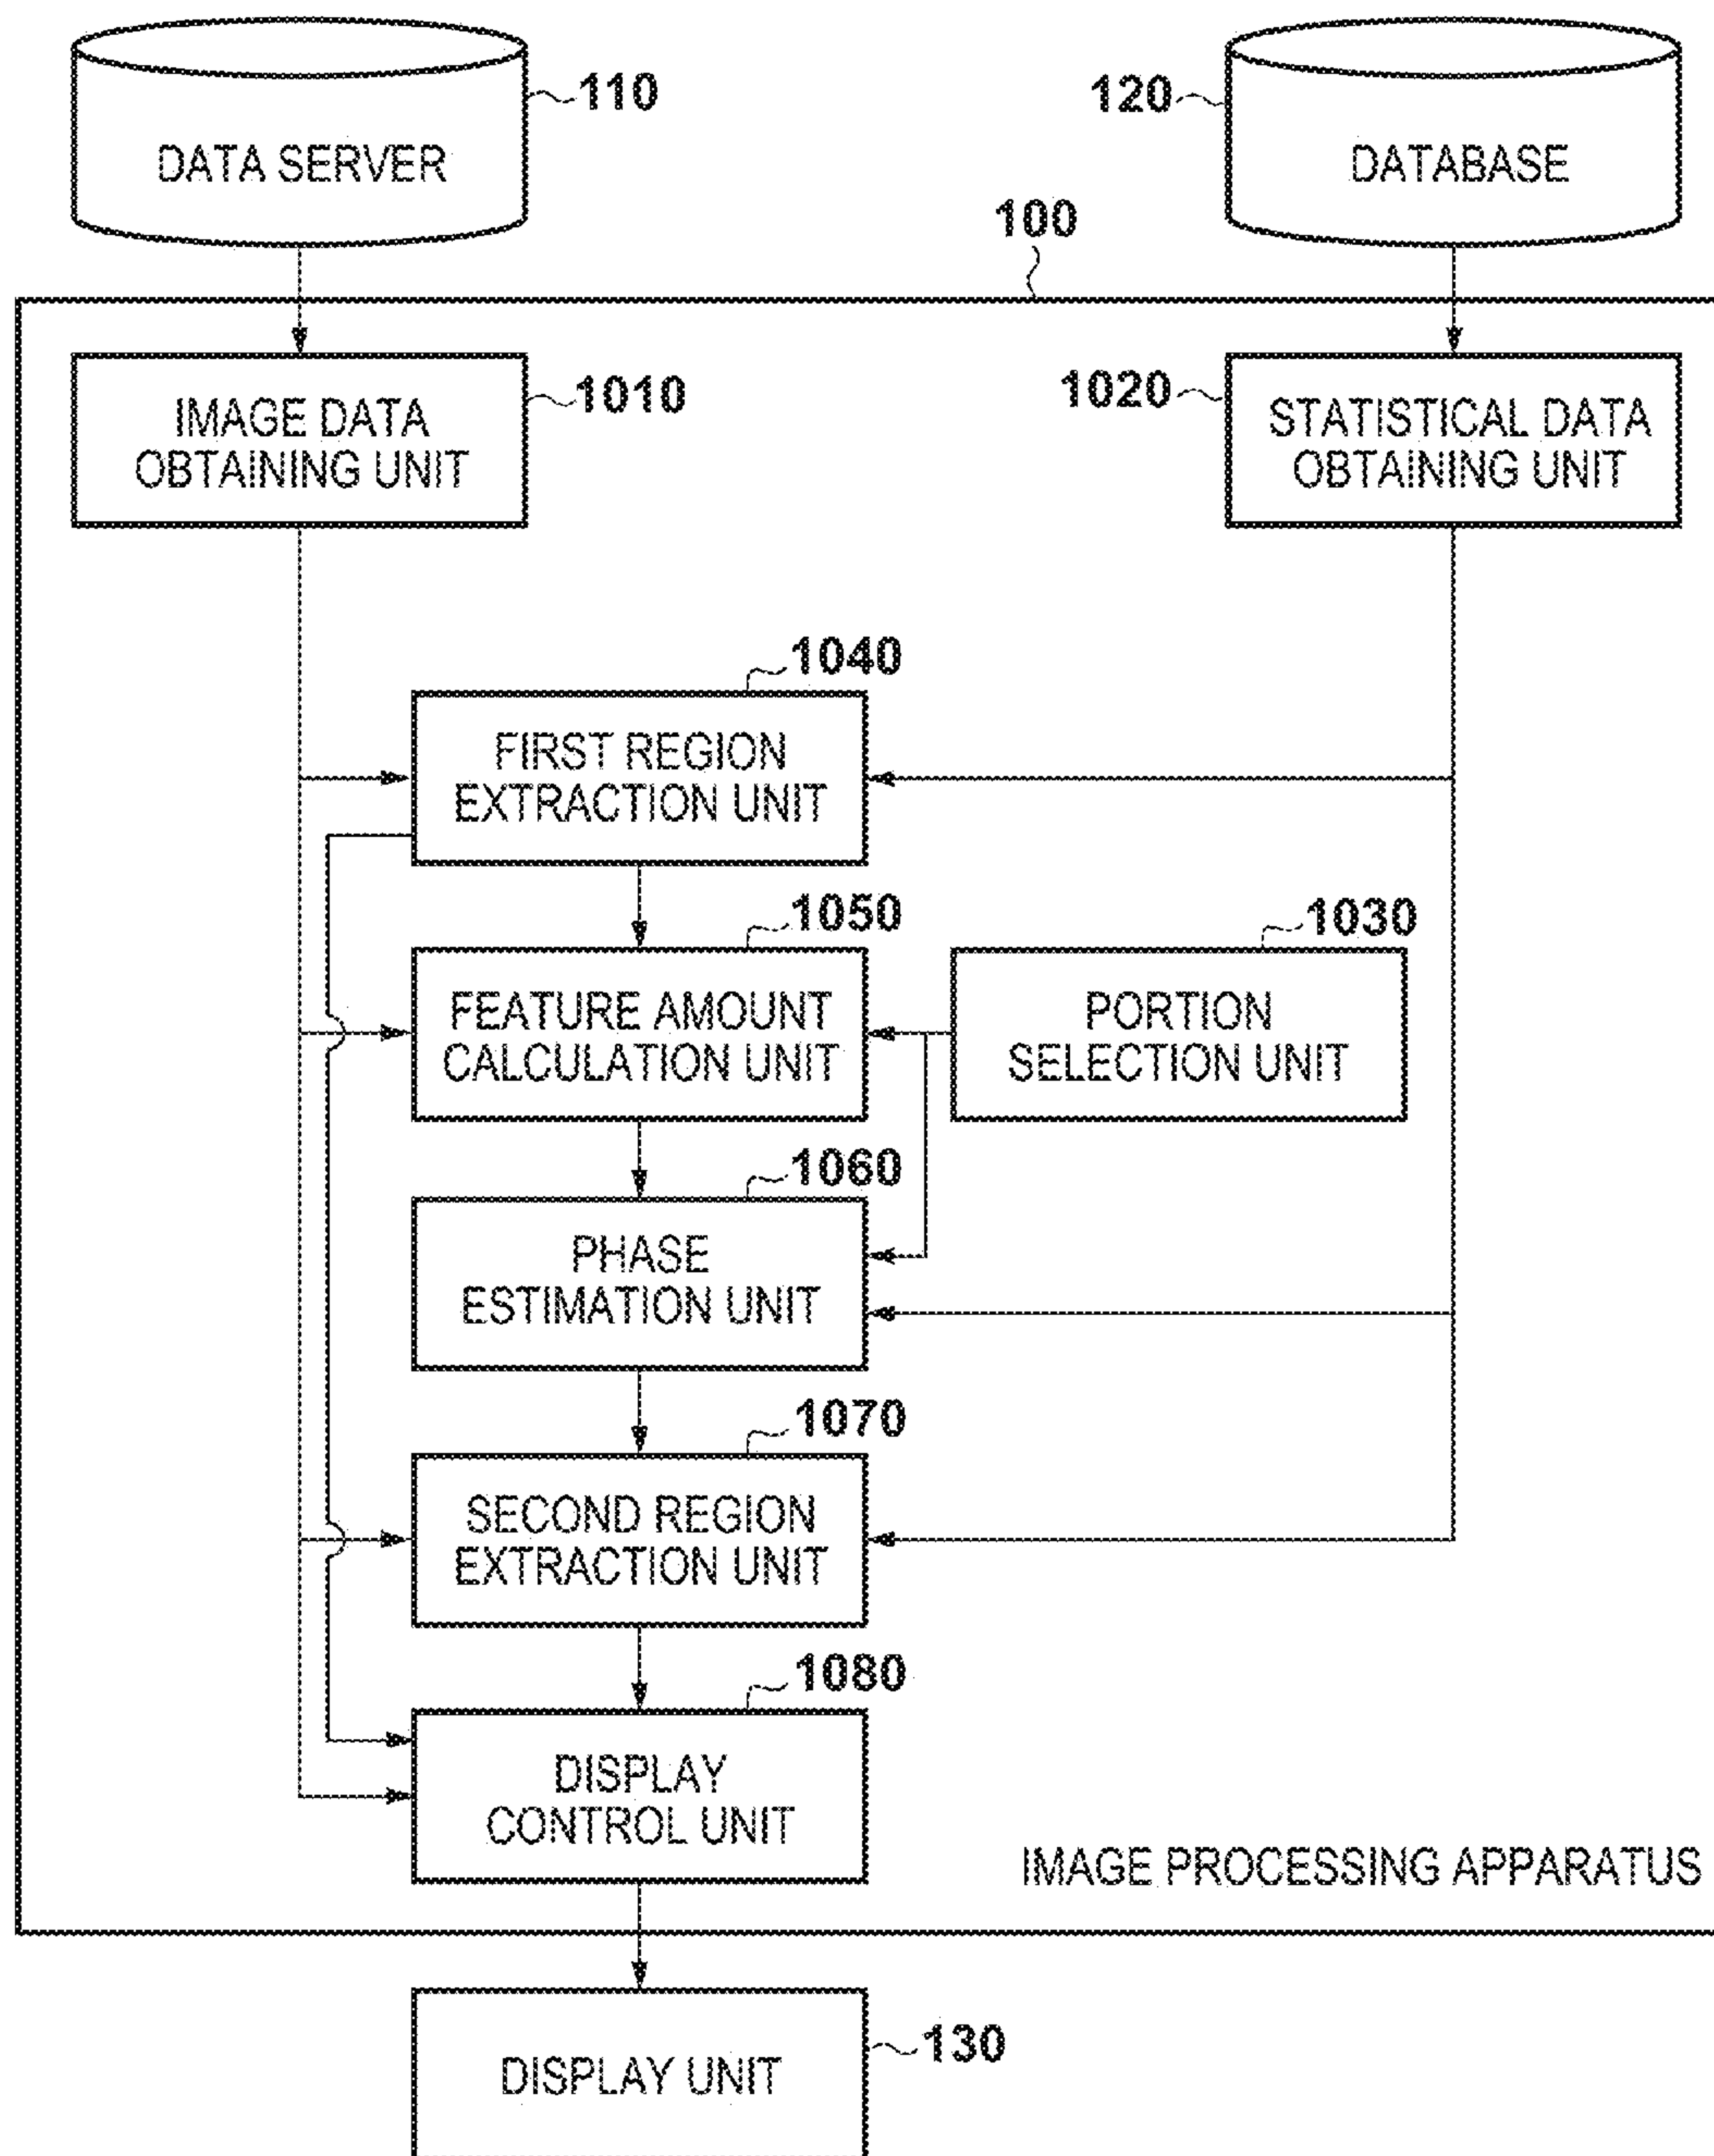 110
DATA SERVER
120
DATABASE
100
1010
IMAGE DATA
OBTAINING UNIT
1020
STATISTICAL DATA
OBTAINING UNIT
1040
FIRST REGION
EXTRACTION UNIT
1050
FEATURE AMOUNT
CALCULATION UNIT
1030
PORTION
SELECTION UNIT
1060
PHASE
ESTIMATION UNIT
1070
SECOND REGION
EXTRACTION UNIT
1080
DISPLAY
CONTROL UNIT
IMAGE PROCESSING APPARATUS
130
DISPLAY UNIT